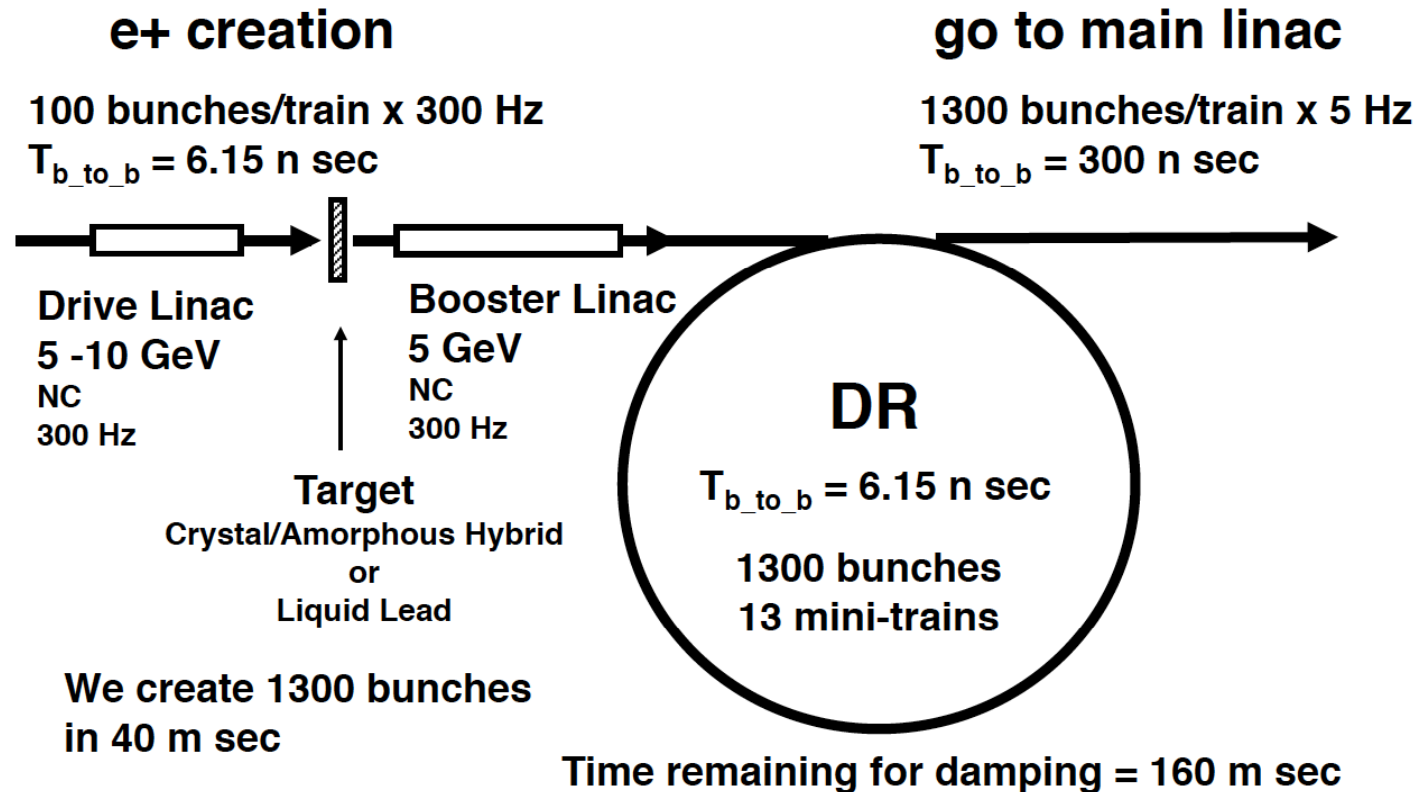 e+ creation
100 bunches/train x 300 Hz
T_b_to_b = 6.15 n sec
go to main linac
1300 bunches/train x 5 Hz
T_b_to_b = 300 n sec
Drive Linac
5 -10 GeV
NC
300 Hz
Booster Linac
5 GeV
NC
300 Hz
Target
Crystal/Amorphous Hybrid
or
Liquid Lead
DR
T_b_to_b = 6.15 n sec
1300 bunches
13 mini-trains
We create 1300 bunches
in 40 m sec
Time remaining for damping = 160 m sec